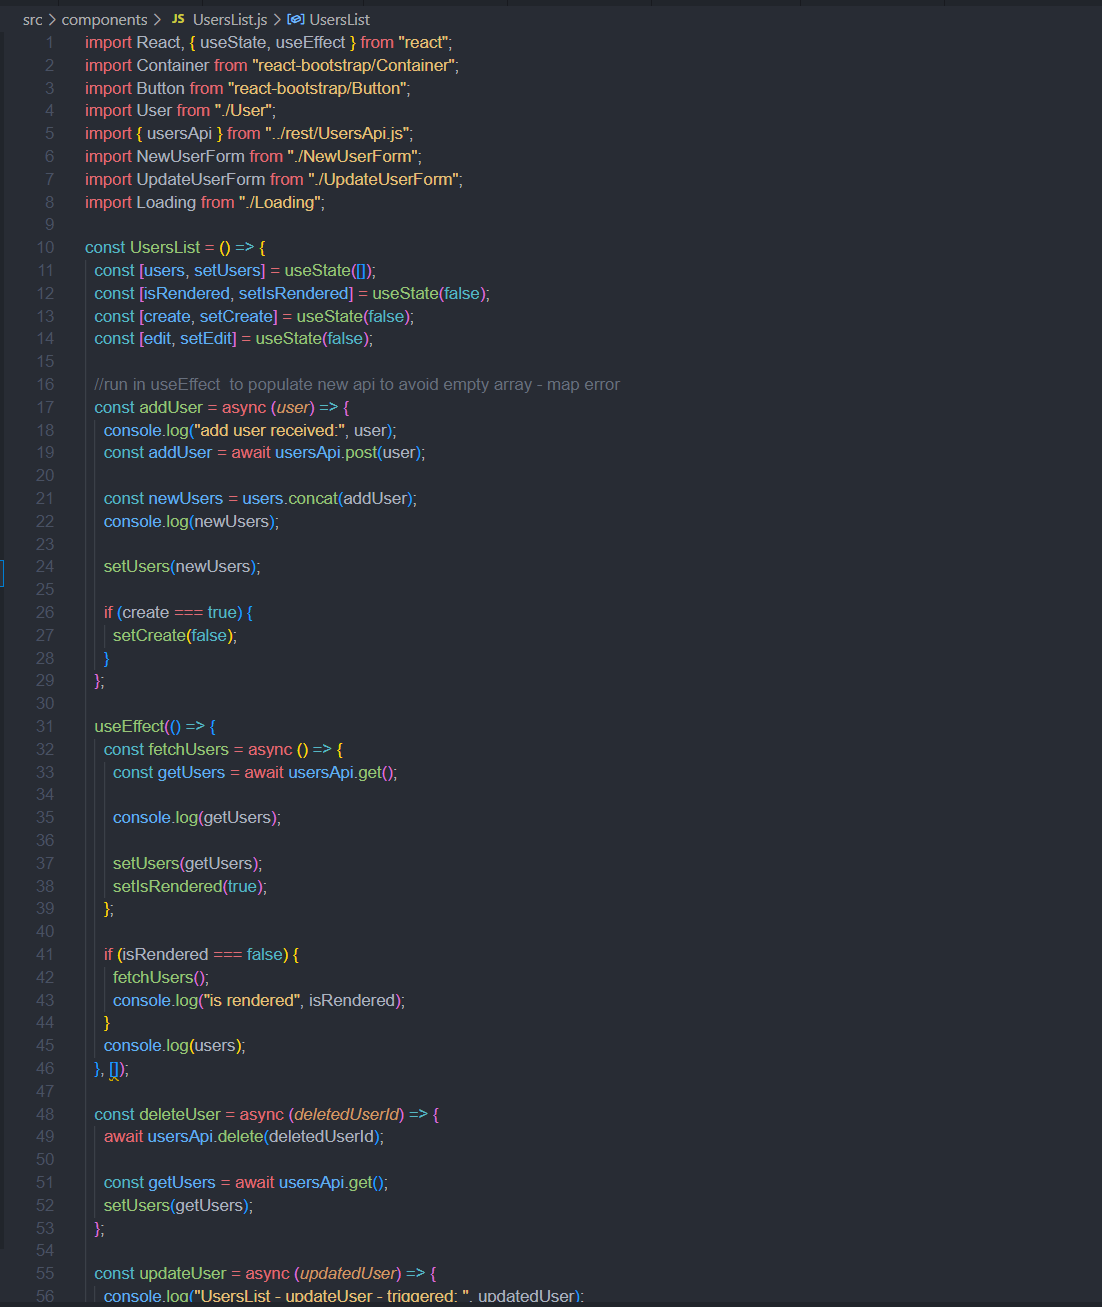 src > components > JS UsersList.js > UsersList
1 import React, { useState, useEffect } from "react";
2 import Container from "react-bootstrap/Container";
3 import Button from "react-bootstrap/Button";
4 import User from "./User";
5 import { usersApi } from "../rest/UsersApi.js";
6 import NewUserForm from "./NewUserForm";
7 import UpdateUserForm from "./UpdateUserForm";
8 import Loading from "./Loading";
9
10 const UsersList = () => {
11 const [users, setUsers] = useState([]);
12 const [isRendered, setIsRendered] = useState(false);
13 const [create, setCreate] = useState(false);
14 const [edit, setEdit] = useState(false);
15
16 //run in useEffect  to populate new api to avoid empty array - map error
17 const addUser = async (user) => {
18 console.log("add user received:", user);
19 const addUser = await usersApi.post(user);
20
21 const newUsers = users.concat(addUser);
22 console.log(newUsers);
23
24 setUsers(newUsers);
25
26 if (create === true) {
27 setCreate(false);
28 }
29 };
30
31 useEffect(() => {
32 const fetchUsers = async () => {
33 const getUsers = await usersApi.get();
34
35 console.log(getUsers);
36
37 setUsers(getUsers);
38 setIsRendered(true);
39 };
40
41 if (isRendered === false) {
42 fetchUsers();
43 console.log("is rendered", isRendered);
44 }
45 console.log(users);
46 }, []);
47
48 const deleteUser = async (deletedUserId) => {
49 await usersApi.delete(deletedUserId);
50
51 const getUsers = await usersApi.get();
52 setUsers(getUsers);
53 };
54
55 const updateUser = async (updatedUser) => {
56 console.log("UsersList - updateUser - triggered: ", updatedUser);